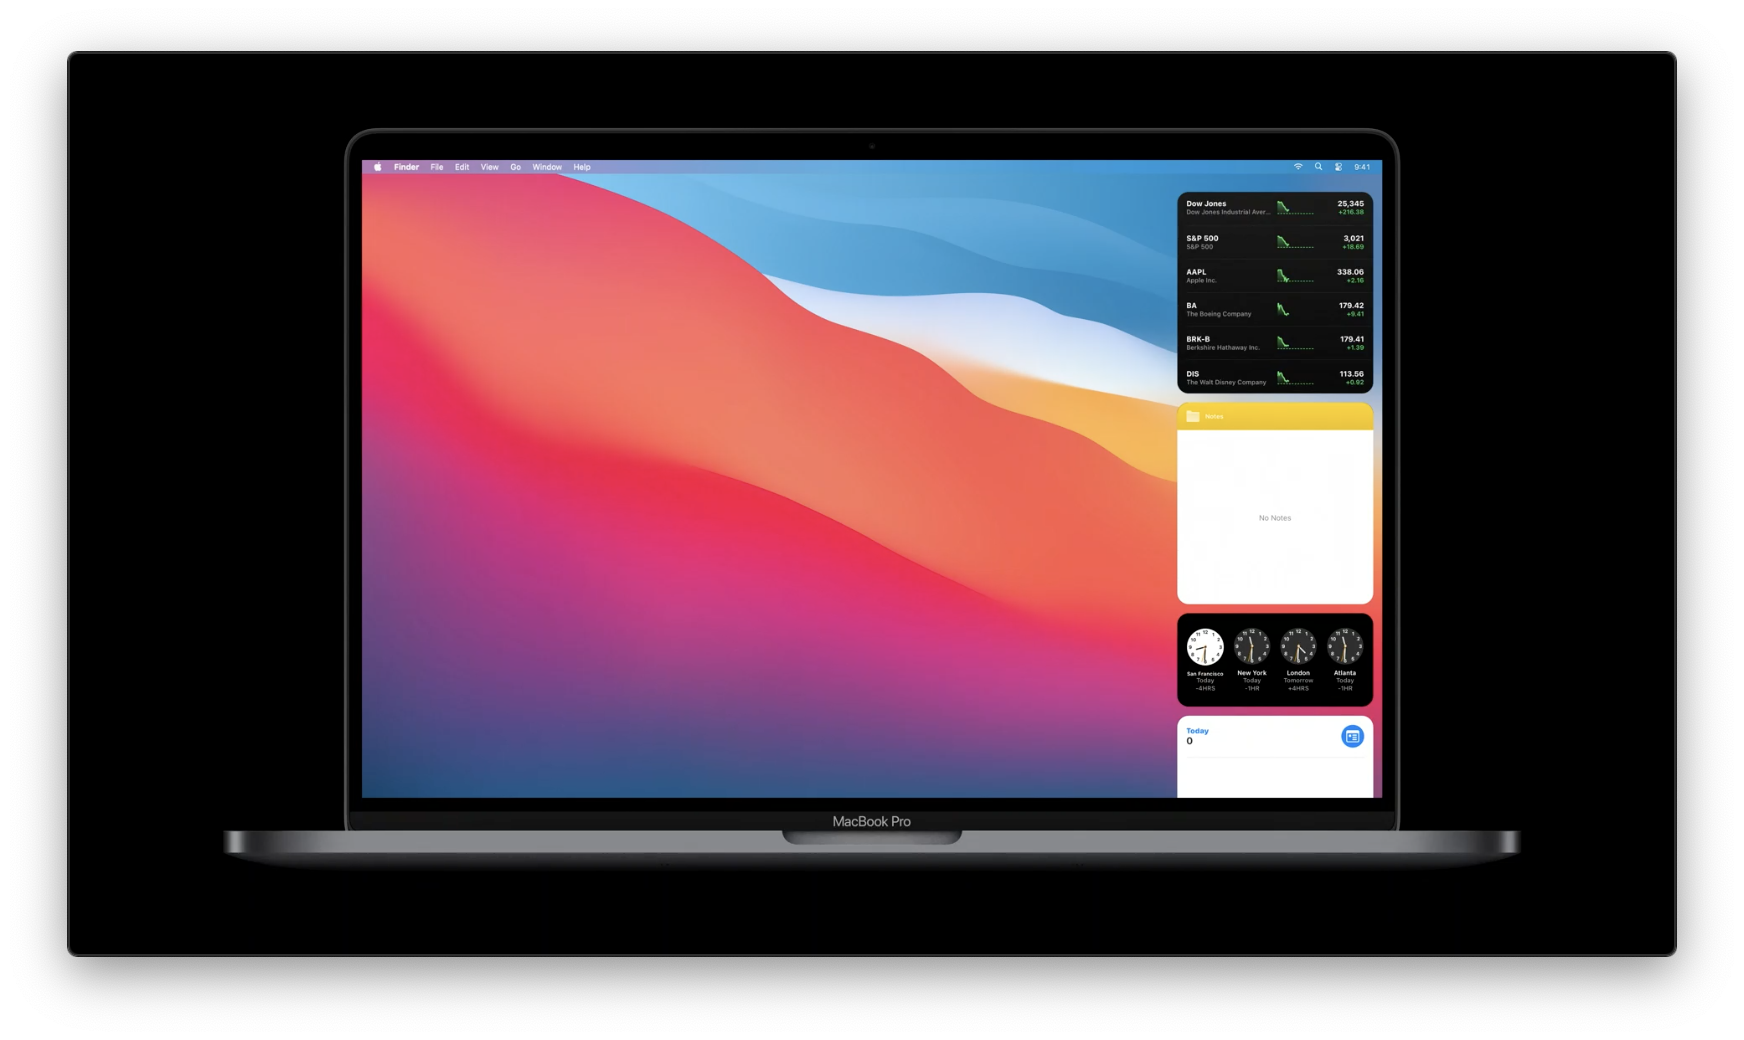 Finder File Edit View Go Window Help 9:41
Dow Jones 25,345
Dow Jones Industrial Aver... +216.38
S&P 500 3,021
S&P 500 +18.69
AAPL 338.06
Apple Inc. +2.16
BA 179.42
The Boeing Company +9.41
BRK-B 179.41
Berkshire Hathaway Inc. +1.39
DIS 113.56
The Walt Disney Company +0.92
Notes
No Notes
San Francisco New York London Atlanta
Today Today Tomorrow Today
-4HRS -1HR +4HRS -1HR
Today
0
MacBook Pro